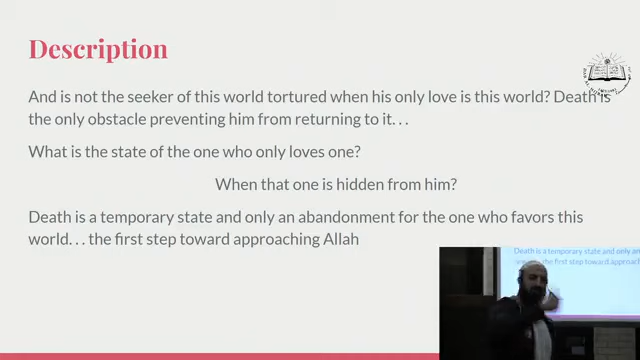 Description
And is not the seeker of this world tortured when his only love is this world? Death is
the only obstacle preventing him from returning to it. . .
What is the state of the one who only loves one?
When that one is hidden from him?
Death is a temporary state and only an abandonment for the one who favors this
world. . . the first step toward approaching Allah
Death is a temporary state and only an
the first step toward approach